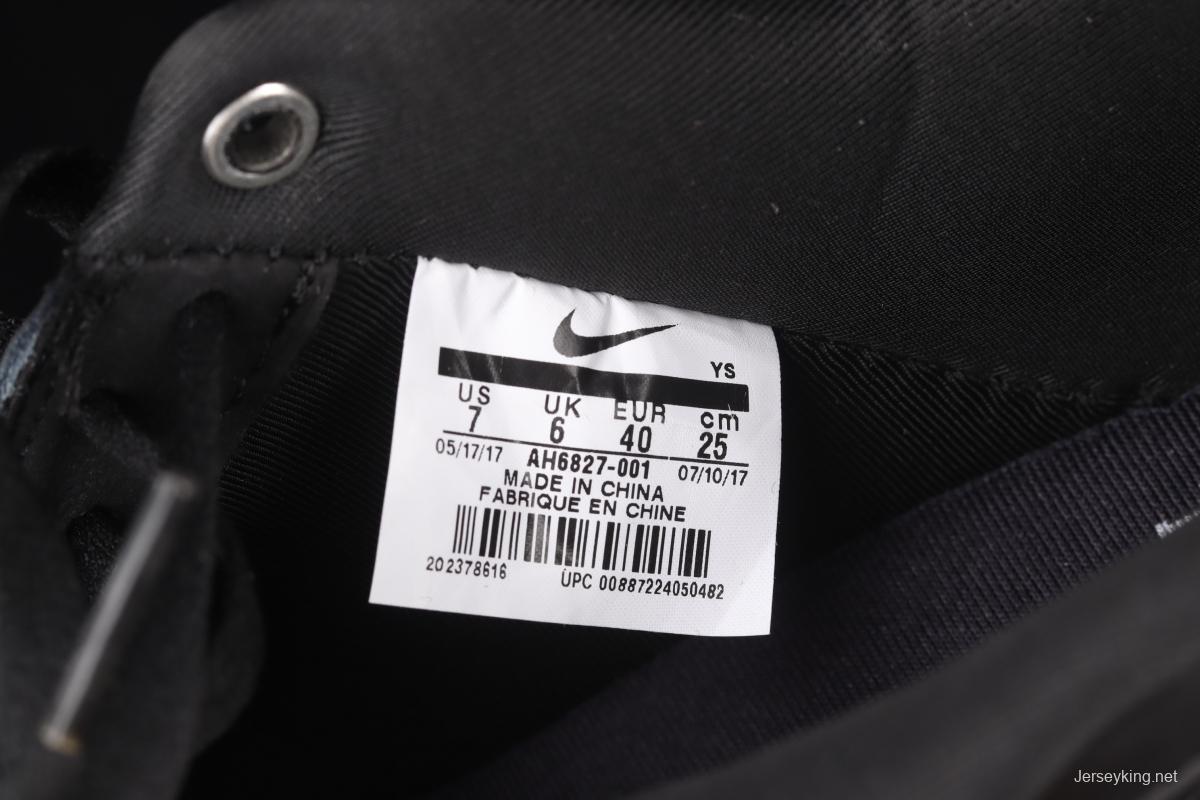 YS
US UK EUR cm
7 6 40 25
05/17/17 AH6827-001 07/10/17
MADE IN CHINA
FABRIQUE EN CHINE
202378616 UPC 00887224050482
Jerseyking.net